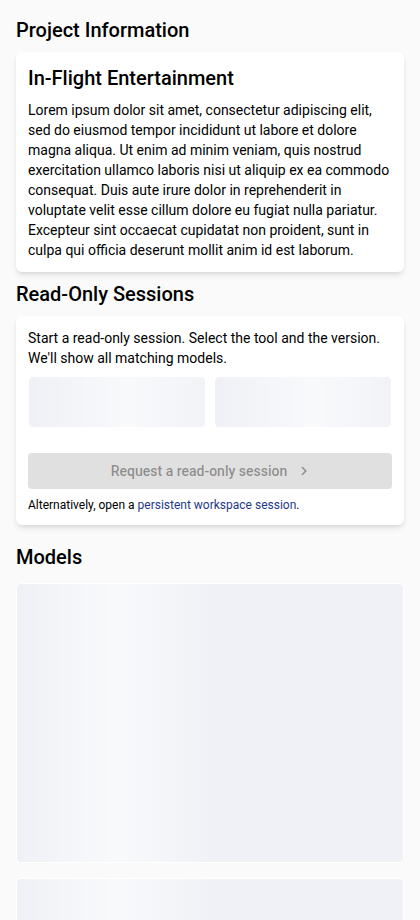 Project Information
In-Flight Entertainment
Lorem ipsum dolor sit amet, consectetur adipiscing elit,
sed do eiusmod tempor incididunt ut labore et dolore
magna aliqua. Ut enim ad minim veniam, quis nostrud
exercitation ullamco laboris nisi ut aliquip ex ea commodo
consequat. Duis aute irure dolor in reprehenderit in
voluptate velit esse cillum dolore eu fugiat nulla pariatur.
Excepteur sint occaecat cupidatat non proident, sunt in
culpa qui officia deserunt mollit anim id est laborum.
Read-Only Sessions
Start a read-only session. Select the tool and the version.
We'll show all matching models.
Request a read-only session
Alternatively, open a persistent workspace session.
Models